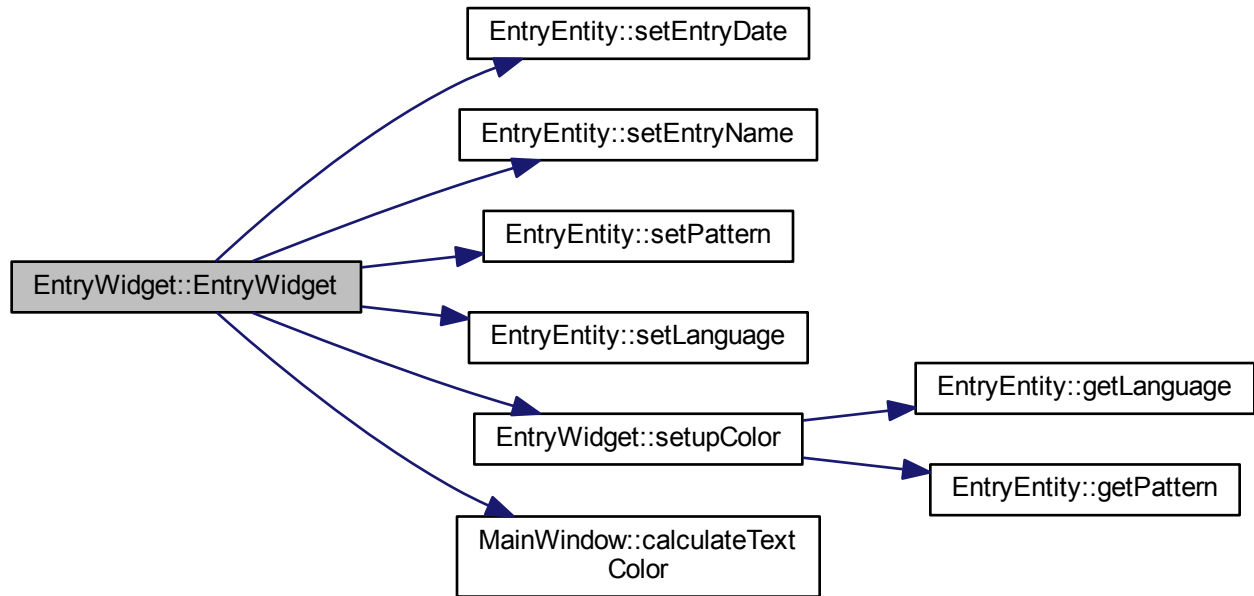 EntryEntity::setEntryDate
EntryEntity::setEntryName
EntryEntity::setPattern
EntryWidget::EntryWidget
EntryEntity::setLanguage
EntryEntity::getLanguage
EntryWidget::setupColor
EntryEntity::getPattern
MainWindow::calculateText
Color